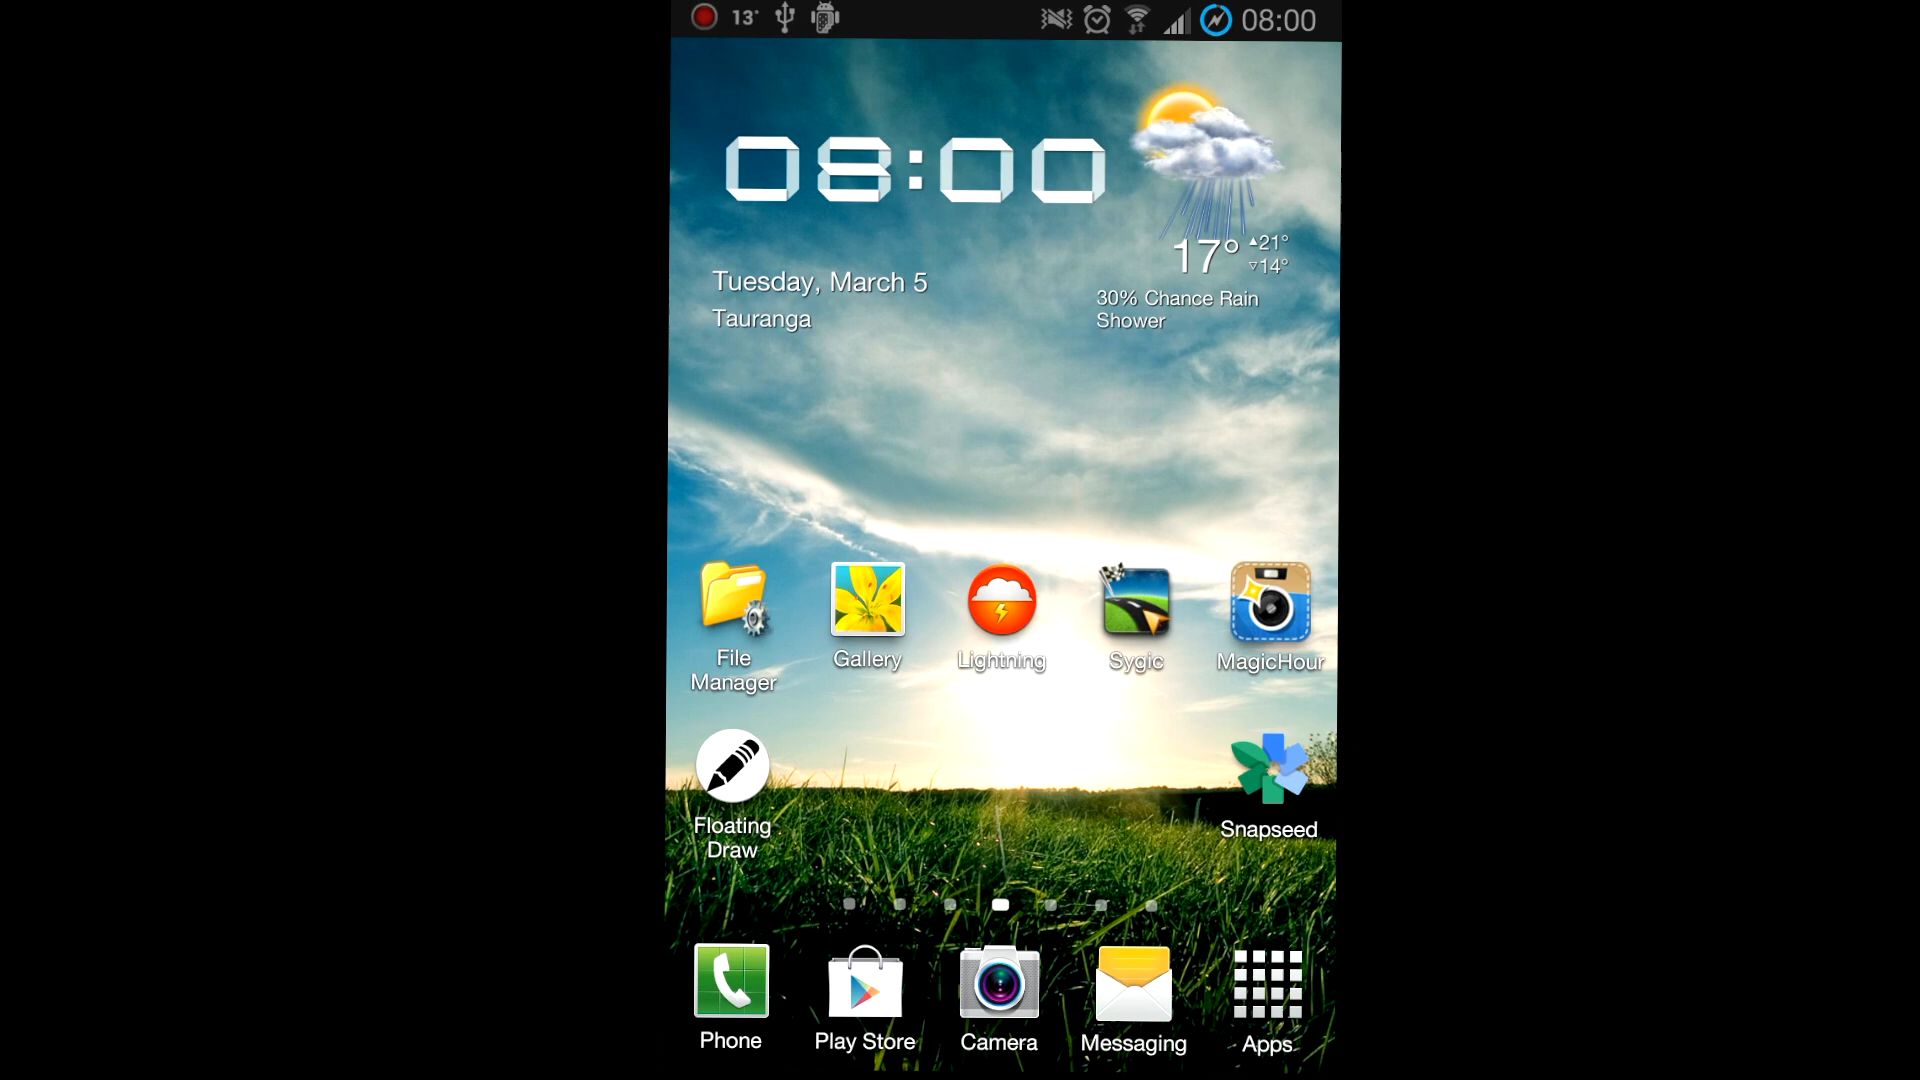 13°
08:00
08:00
17° ▲21°
▽14°
Tuesday, March 5
30% Chance Rain
Shower
Tauranga
File
Manager
Gallery
Lightning
Sygic
MagicHour
Floating
Draw
Snapseed
Phone
Play Store
Camera
Messaging
Apps